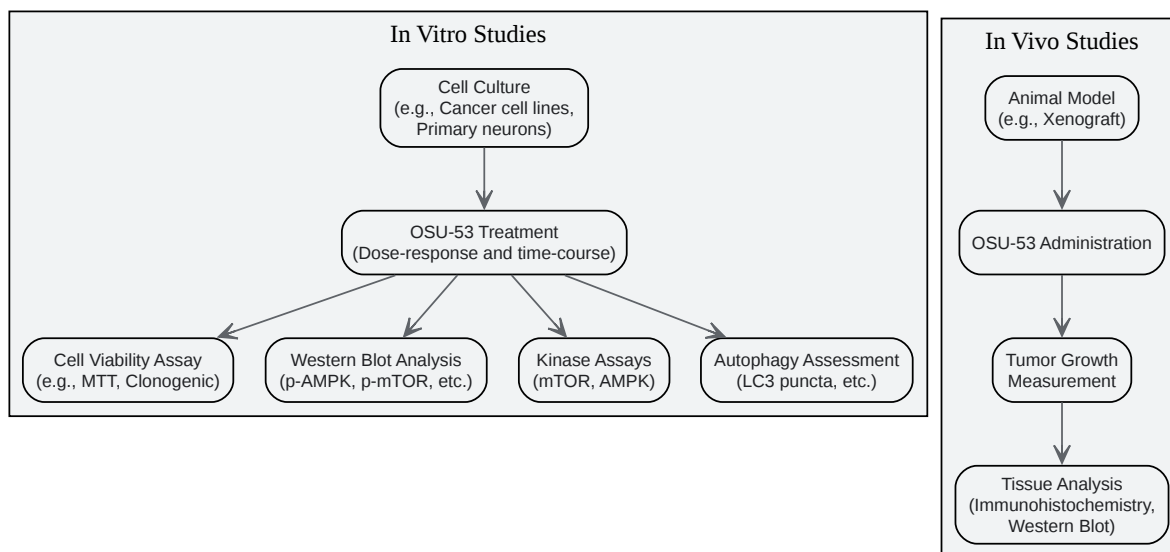 In Vitro Studies
Cell Culture
(e.g., Cancer cell lines,
Primary neurons)
OSU-53 Treatment
(Dose-response and time-course)
Cell Viability Assay
(e.g., MTT, Clonogenic)
Western Blot Analysis
(p-AMPK, p-mTOR, etc.)
Kinase Assays
(mTOR, AMPK)
Autophagy Assessment
(LC3 puncta, etc.)
In Vivo Studies
Animal Model
(e.g., Xenograft)
OSU-53 Administration
Tumor Growth
Measurement
Tissue Analysis
(Immunohistochemistry,
Western Blot)